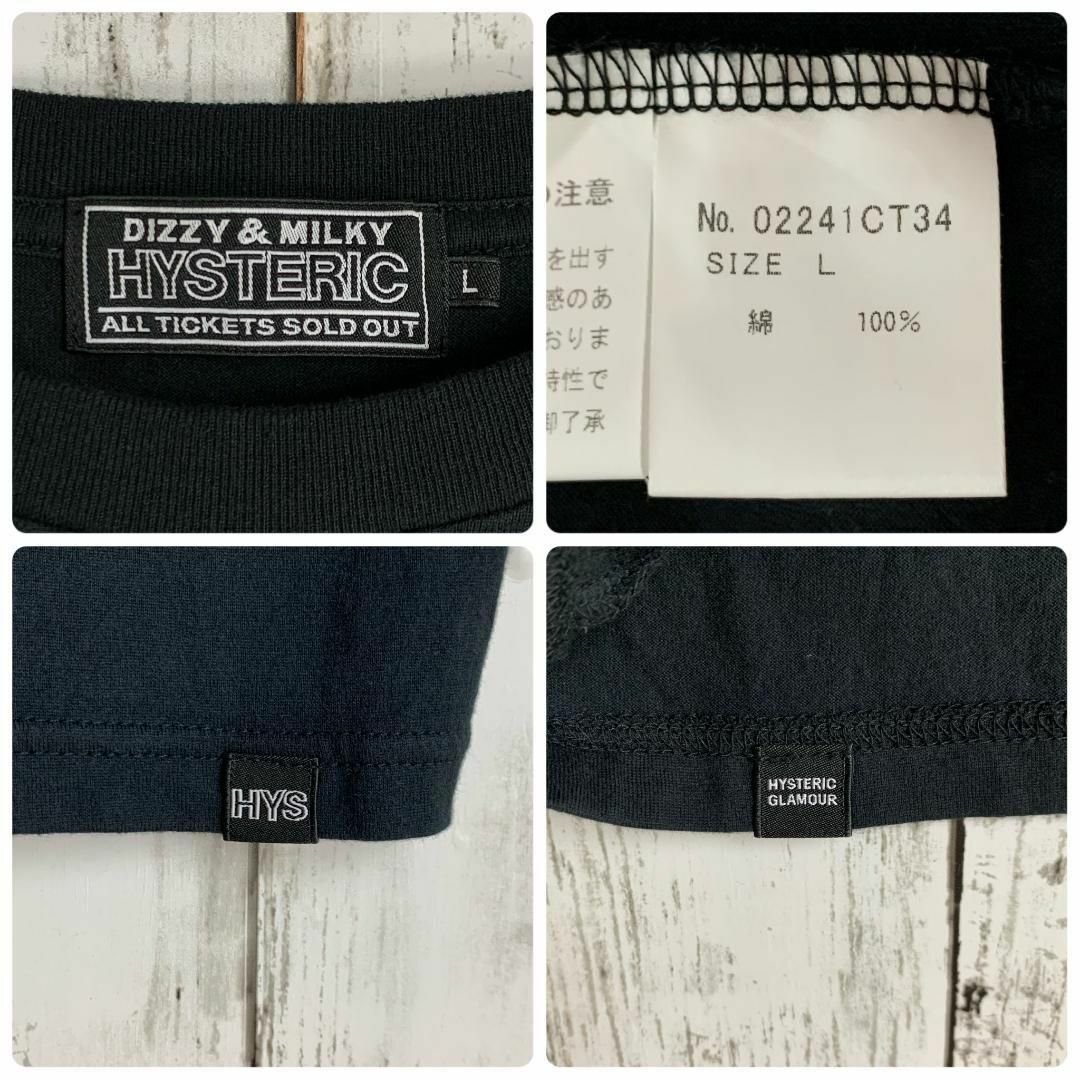 DIZZY & MILKY
HYSTERIC
ALL TICKETS SOLD OUT
L
注意
を出す
感のあ
おりま
特性で
御了承
No. 02241CT34
SIZE L
綿 100%
HYS
HYSTERIC
GLAMOUR